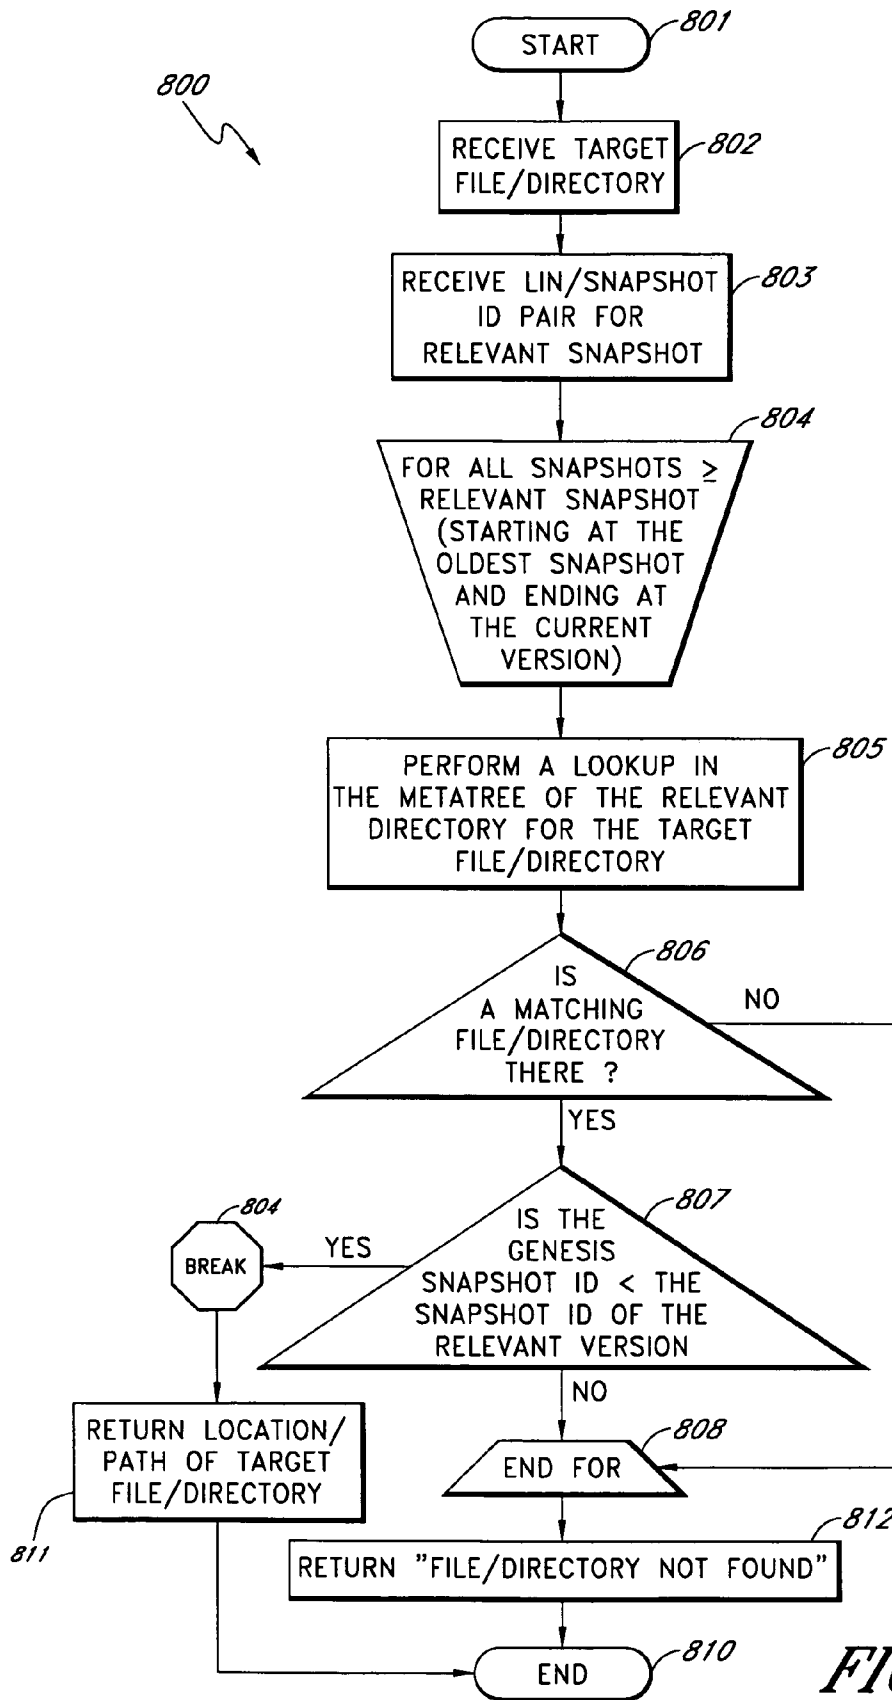 START
801
800
RECEIVE TARGET
FILE/DIRECTORY
802
RECEIVE LIN/SNAPSHOT
ID PAIR FOR
RELEVANT SNAPSHOT
803
804
FOR ALL SNAPSHOTS ≥
RELEVANT SNAPSHOT
(STARTING AT THE
OLDEST SNAPSHOT
AND ENDING AT
THE CURRENT
VERSION)
805
PERFORM A LOOKUP IN
THE METATREE OF THE RELEVANT
DIRECTORY FOR THE TARGET
FILE/DIRECTORY
806
IS
A MATCHING
FILE/DIRECTORY
THERE ?
NO
YES
807
IS THE
GENESIS
SNAPSHOT ID < THE
SNAPSHOT ID OF THE
RELEVANT VERSION
YES
804
BREAK
NO
RETURN LOCATION/
PATH OF TARGET
FILE/DIRECTORY
811
808
END FOR
812
RETURN "FILE/DIRECTORY NOT FOUND"
END
810